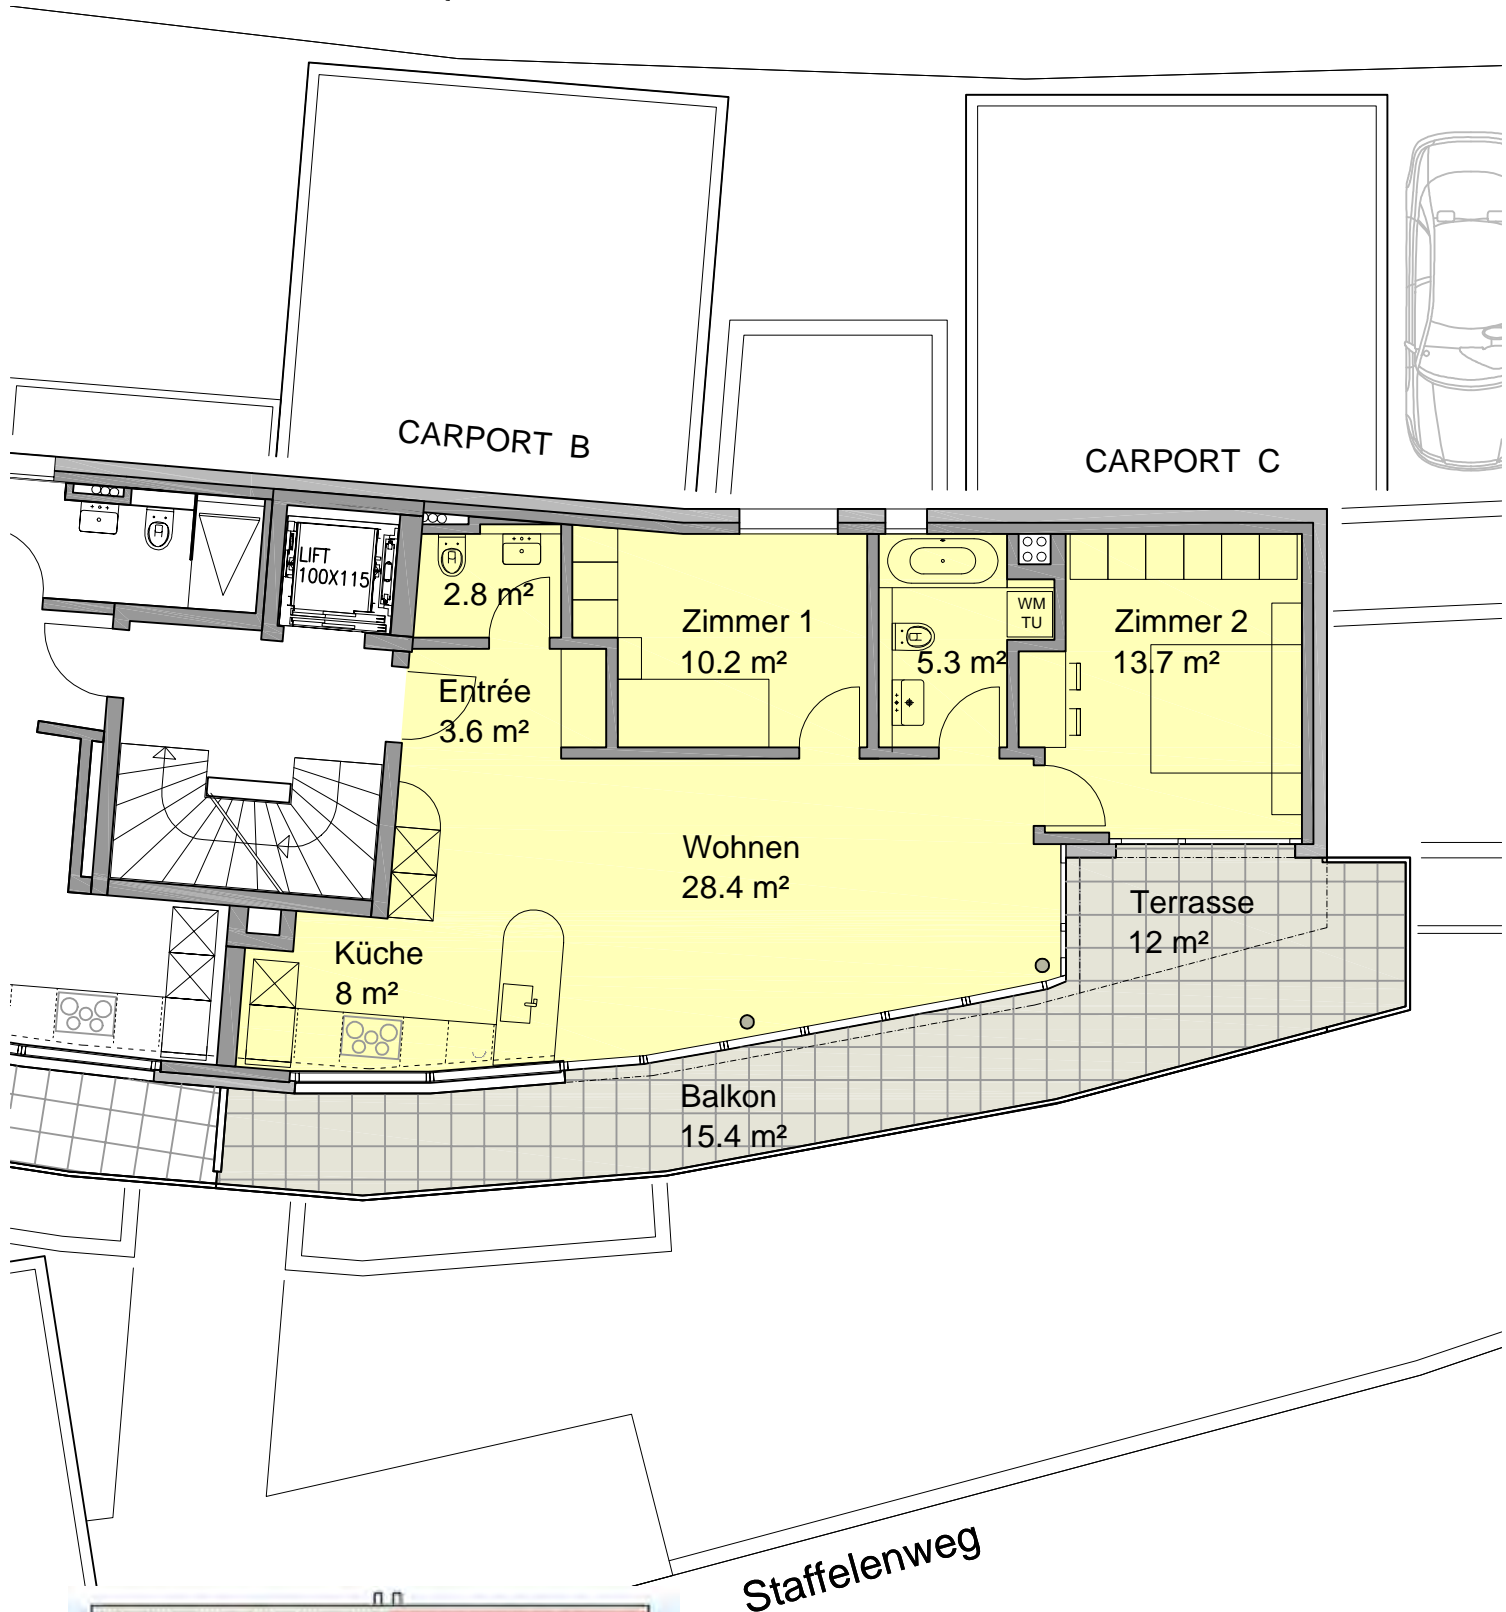 CARPORT B
CARPORT C
LIFT
100X115
2.8 m²
Zimmer 1
10.2 m²
WM
TU
5.3 m²
Zimmer 2
13.7 m²
Entrée
3.6 m²
Wohnen
28.4 m²
Terrasse
12 m²
Küche
8 m²
Balkon
15.4 m²
Staffelenweg